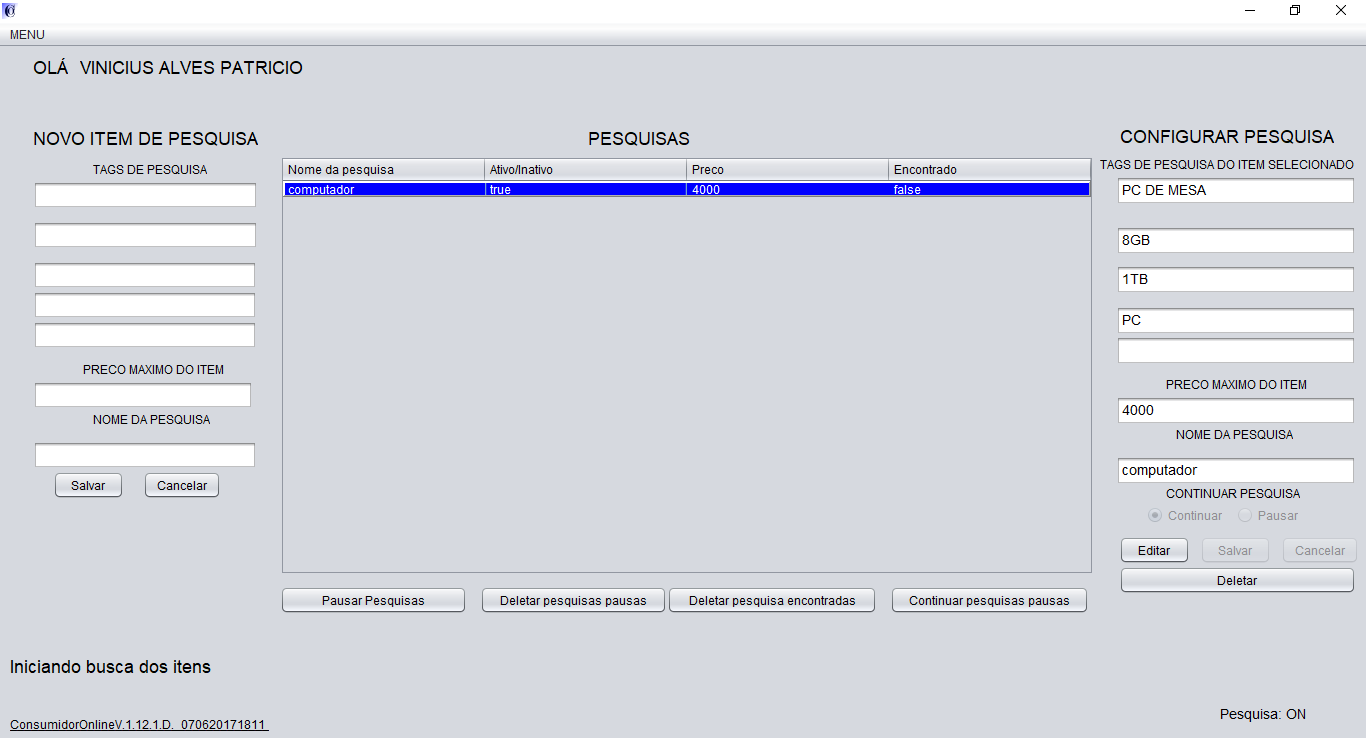 MENU
OLÁ VINICIUS ALVES PATRICIO
NOVO ITEM DE PESQUISA
TAGS DE PESQUISA
PRECO MAXIMO DO ITEM
NOME DA PESQUISA
Salvar Cancelar
PESQUISAS
Nome da pesquisa Ativo/Inativo Preco Encontrado
computador true 4000 false
Pausar Pesquisas Deletar pesquisas pausas Deletar pesquisa encontradas Continuar pesquisas pausas
CONFIGURAR PESQUISA
TAGS DE PESQUISA DO ITEM SELECIONADO
PC DE MESA
8GB
1TB
PC
PRECO MAXIMO DO ITEM
4000
NOME DA PESQUISA
computador
CONTINUAR PESQUISA
Continuar Pausar
Editar Salvar Cancelar
Deletar
Iniciando busca dos itens
ConsumidorOnlineV.1.12.1.D. 070620171811
Pesquisa: ON